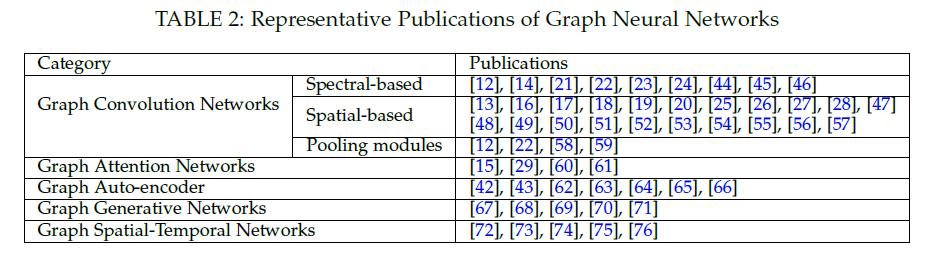 TABLE 2: Representative Publications of Graph Neural Networks
Category Publications
Graph Convolution Networks Spectral-based [12], [14], [21], [22], [23], [24], [44], [45], [46]
Spatial-based [13], [16], [17], [18], [19], [20], [25], [26], [27], [28], [47]
[48], [49], [50], [51], [52], [53], [54], [55], [56], [57]
Pooling modules [12], [22], [58], [59]
Graph Attention Networks [15], [29], [60], [61]
Graph Auto-encoder [42], [43], [62], [63], [64], [65], [66]
Graph Generative Networks [67], [68], [69], [70], [71]
Graph Spatial-Temporal Networks [72], [73], [74], [75], [76]